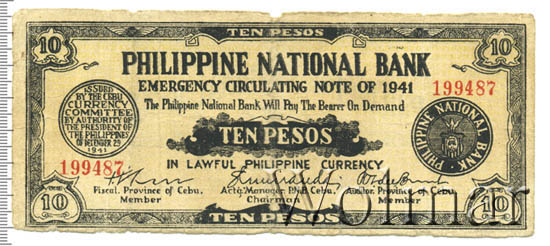 TEN PESOS
10 10
PHILIPPINE NATIONAL BANK
EMERGENCY CIRCULATING NOTE OF 1941
199487
The Philippine National Bank Will Pay The Bearer On Demand
ISSUED
BY THE CEBU
CURRENCY
COMMITTEE
BY AUTHORITY OF
THE PRESIDENT OF
THE PHILIPPINES
OF DECEMBER 29
1941
TEN PESOS
PHILIPPINE NATIONAL BANK
199487
IN LAWFUL PHILIPPINE CURRENCY
Fiscal, Province of Cebu,
Member
Actg. Manager P.N.B. Cebu,
Chairman
Auditor, Province of Cebu,
Member
10 10
TEN PESOS
Wolmar